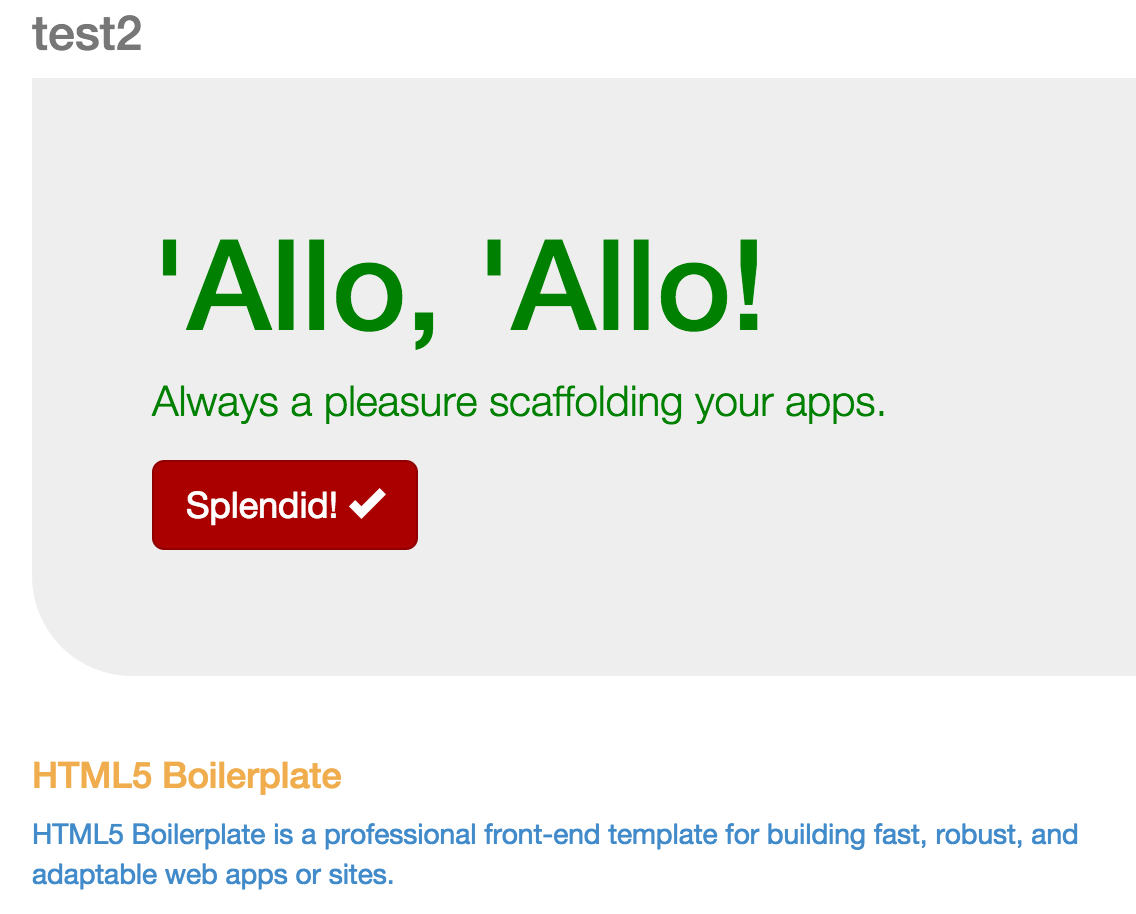 test2
'Allo, 'Allo!
Always a pleasure scaffolding your apps.
Splendid! ✔
HTML5 Boilerplate
HTML5 Boilerplate is a professional front-end template for building fast, robust, and
adaptable web apps or sites.